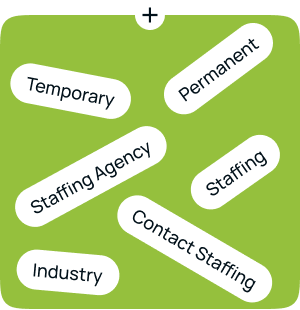 +
Temporary
Permanent
Staffing Agency
Staffing
Contact Staffing
Industry